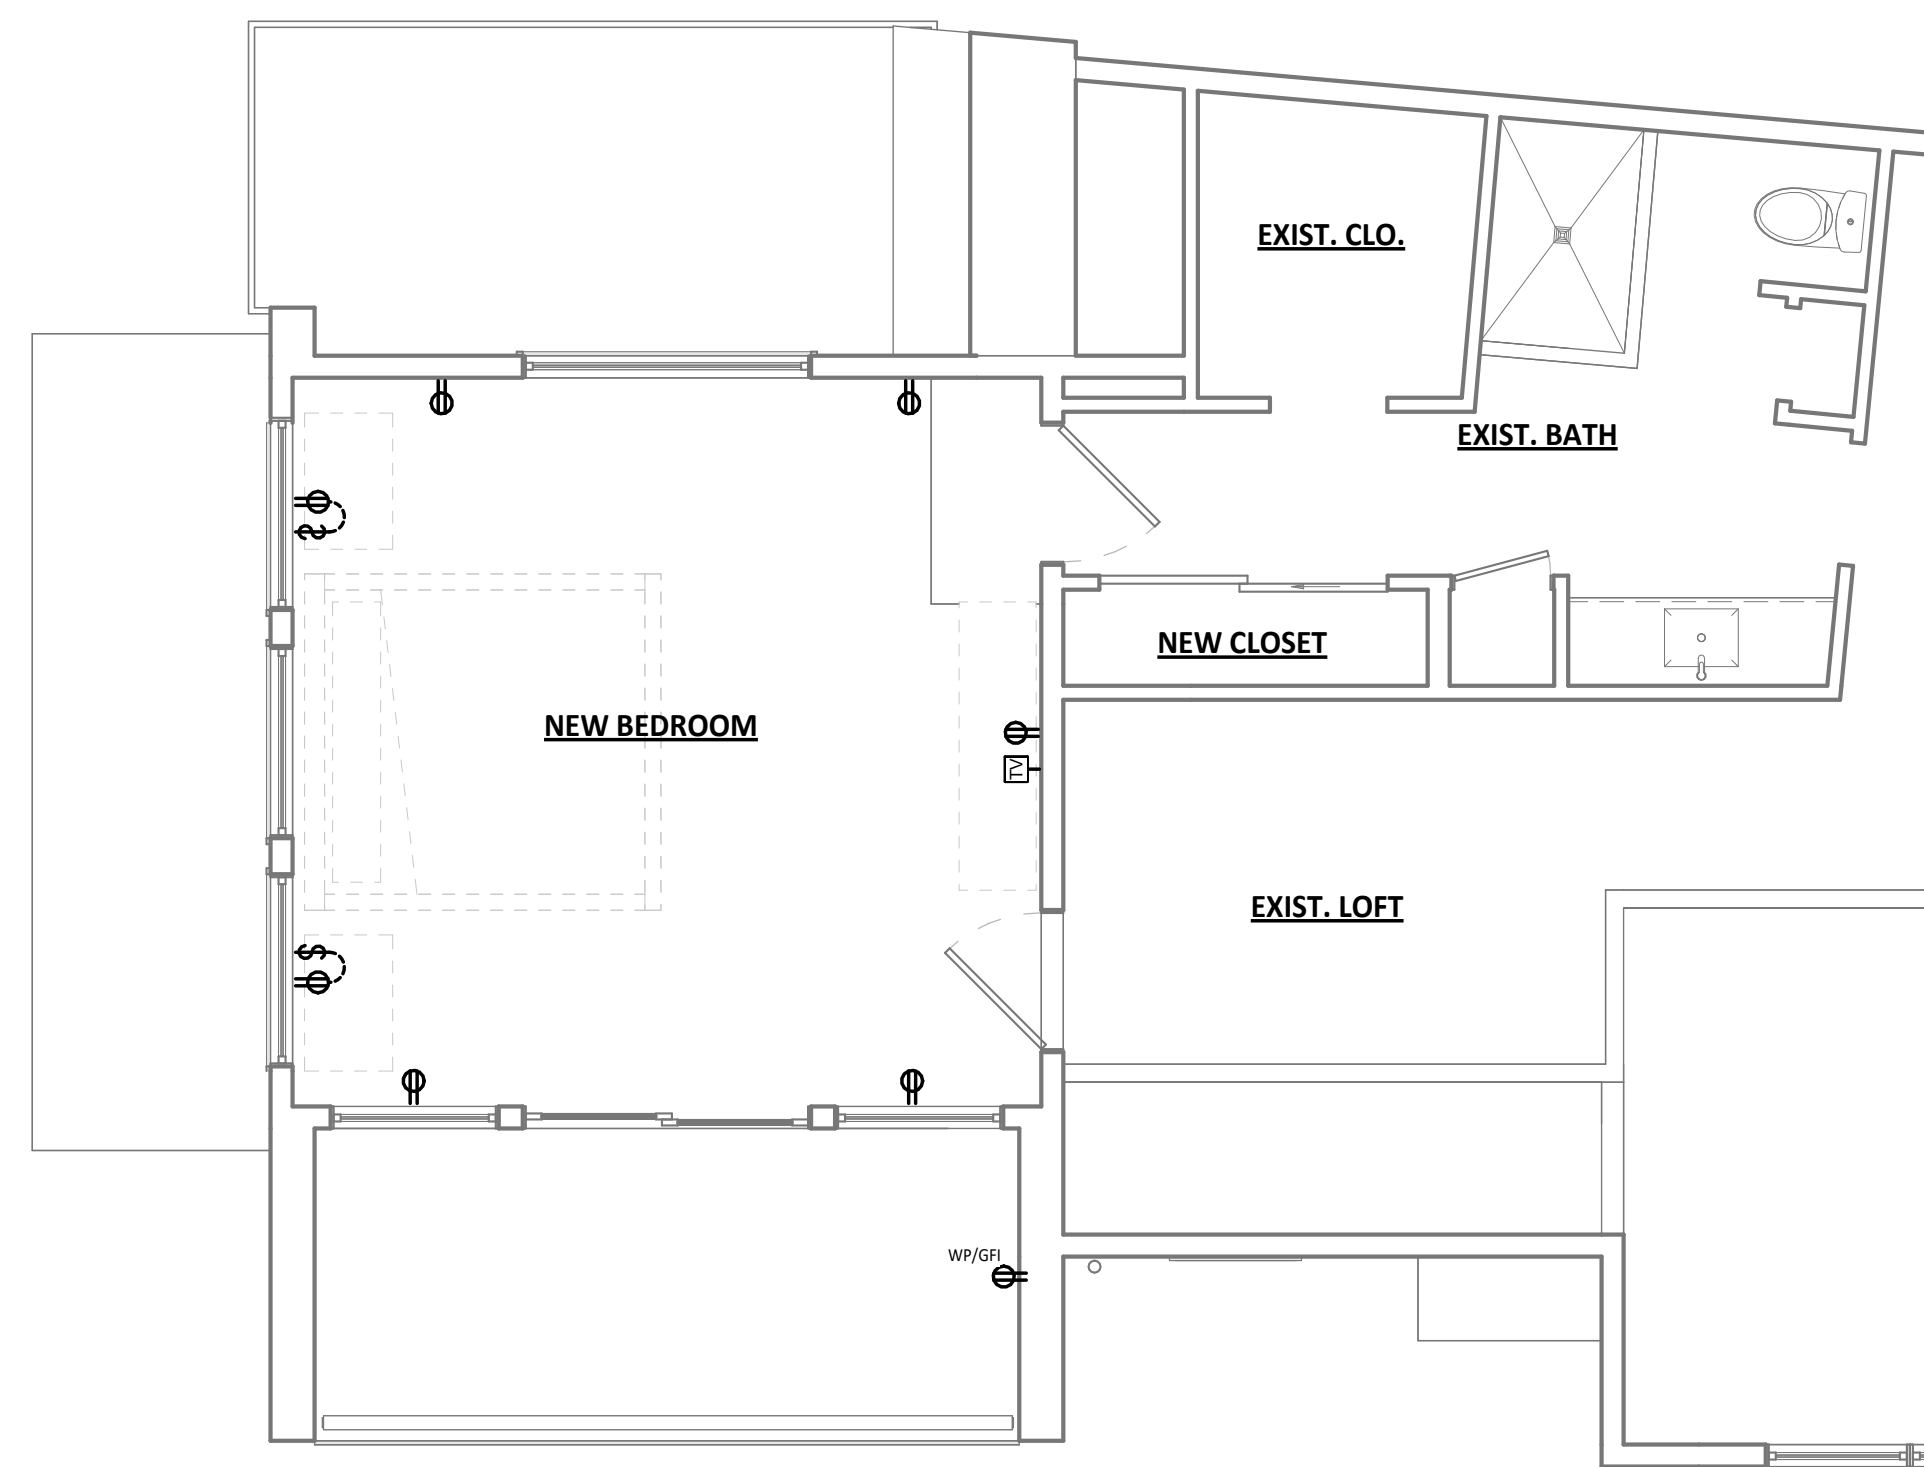 EXIST. CLO.
EXIST. BATH
NEW CLOSET
NEW BEDROOM
TV
EXIST. LOFT
S
S
WP/GFI